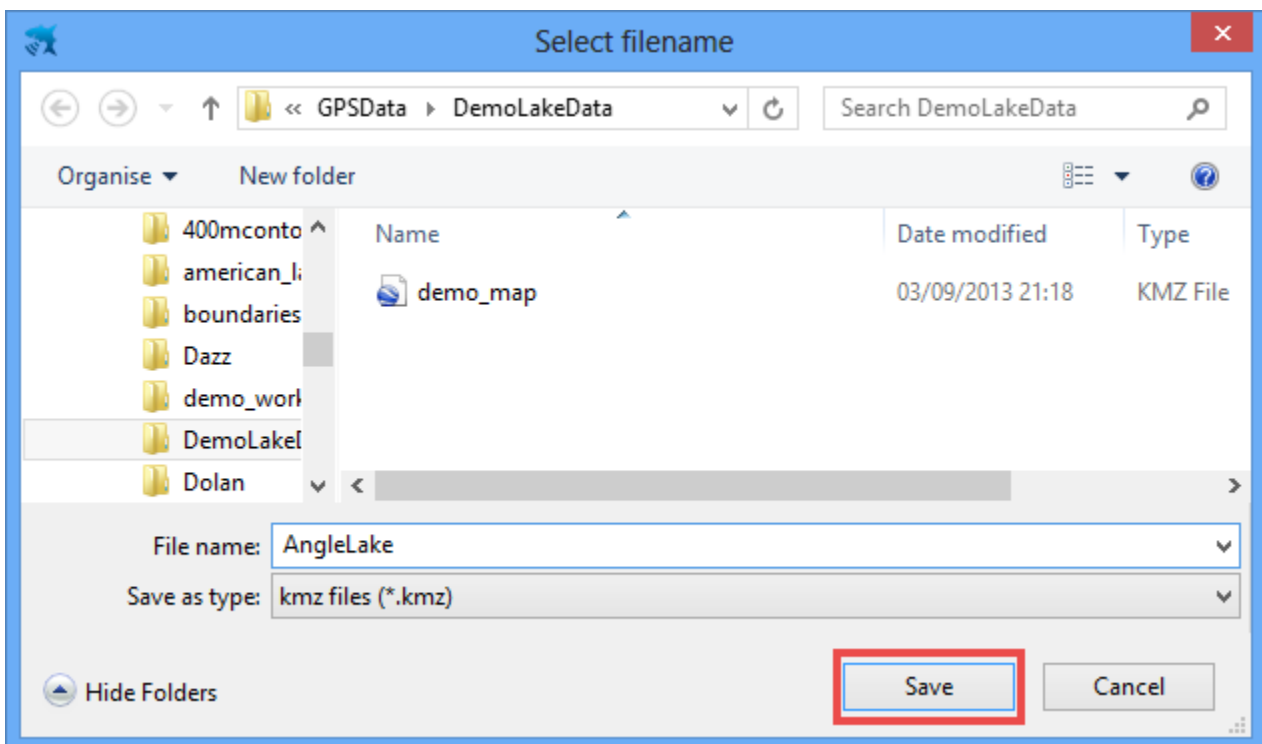 Select filename
« GPSData DemoLakeData
Search DemoLakeData
Organise
New folder
Name Date modified Type
400mconto
american_l
boundaries
Dazz
demo_work
DemoLakeD
Dolan
demo_map 03/09/2013 21:18 KMZ File
File name: AngleLake
Save as type: kmz files (*.kmz)
Hide Folders
Save
Cancel